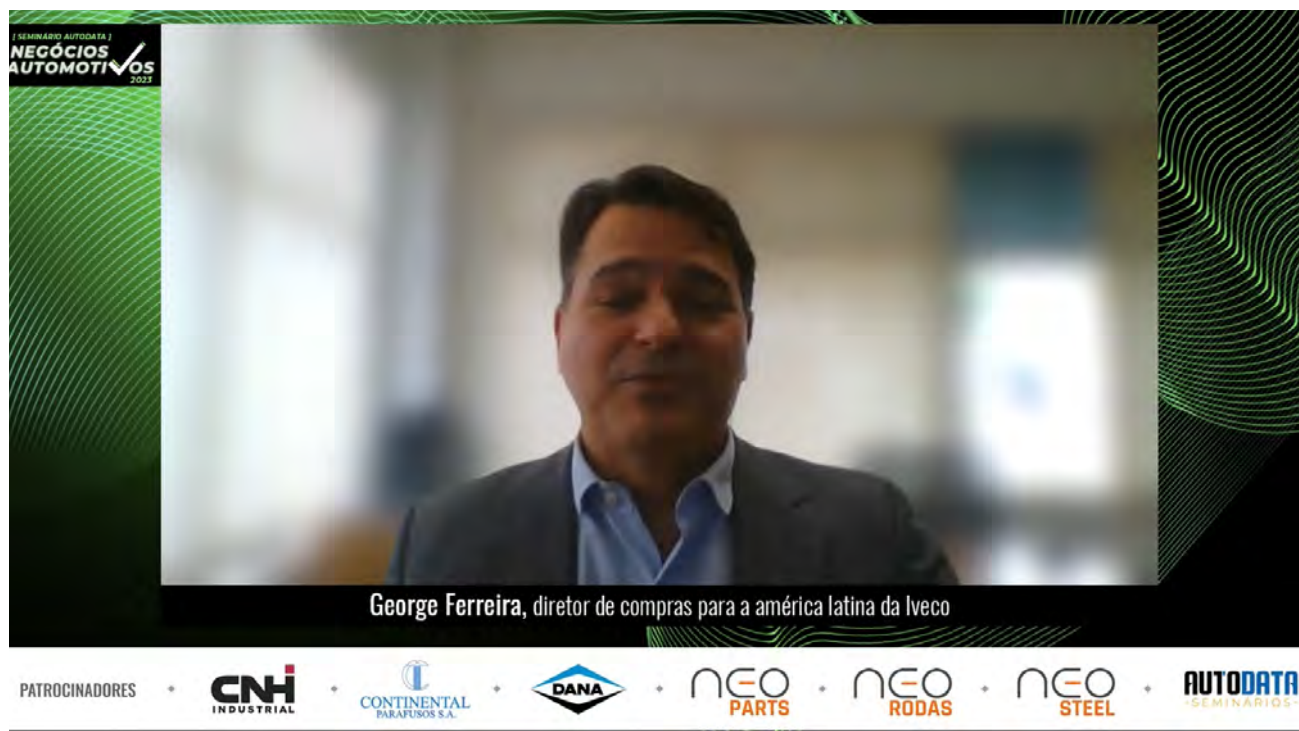 [ SEMINÁRIO AUTODATA ]
NEGÓCIOS
AUTOMOTIVOS
2023
George Ferreira, diretor de compras para a américa latina da Iveco
PATROCINADORES
CNH
INDUSTRIAL
CONTINENTAL
PARAFUSOS S.A.
DANA
NEO
PARTS
NEO
RODAS
NEO
STEEL
AUTODATA
-SEMINÁRIOS-